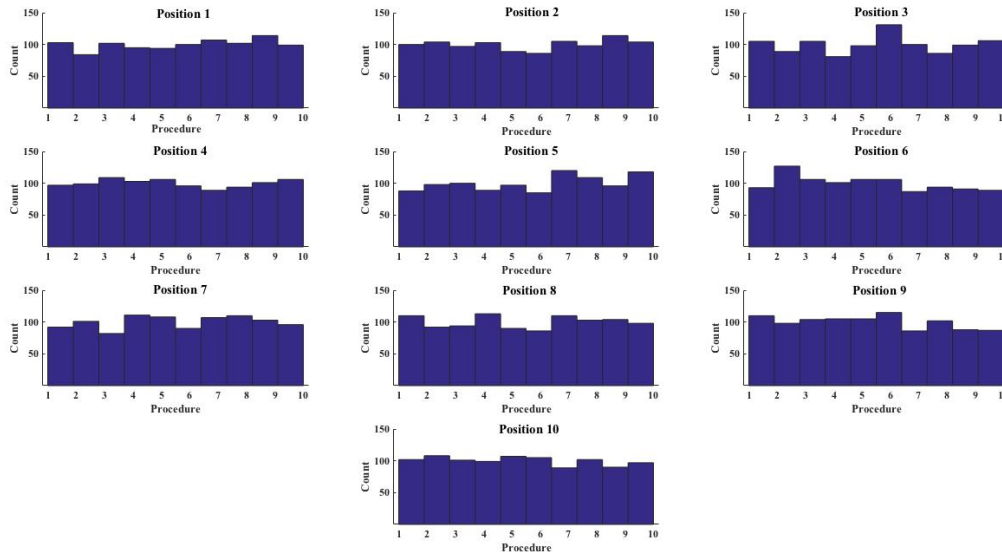 Position 1
150
100
50
Count
1 2 3 4 5 6 7 8 9 10
Procedure
Position 2
150
100
50
Count
1 2 3 4 5 6 7 8 9 10
Procedure
Position 3
150
100
50
Count
1 2 3 4 5 6 7 8 9 1
Procedure
Position 4
150
100
50
Count
1 2 3 4 5 6 7 8 9 10
Procedure
Position 5
150
100
50
Count
1 2 3 4 5 6 7 8 9 10
Procedure
Position 6
150
100
50
Count
1 2 3 4 5 6 7 8 9 1
Procedure
Position 7
150
100
50
Count
1 2 3 4 5 6 7 8 9 10
Procedure
Position 8
150
100
50
Count
1 2 3 4 5 6 7 8 9 10
Procedure
Position 9
150
100
50
Count
1 2 3 4 5 6 7 8 9 1
Procedure
Position 10
150
100
50
Count
1 2 3 4 5 6 7 8 9 10
Procedure